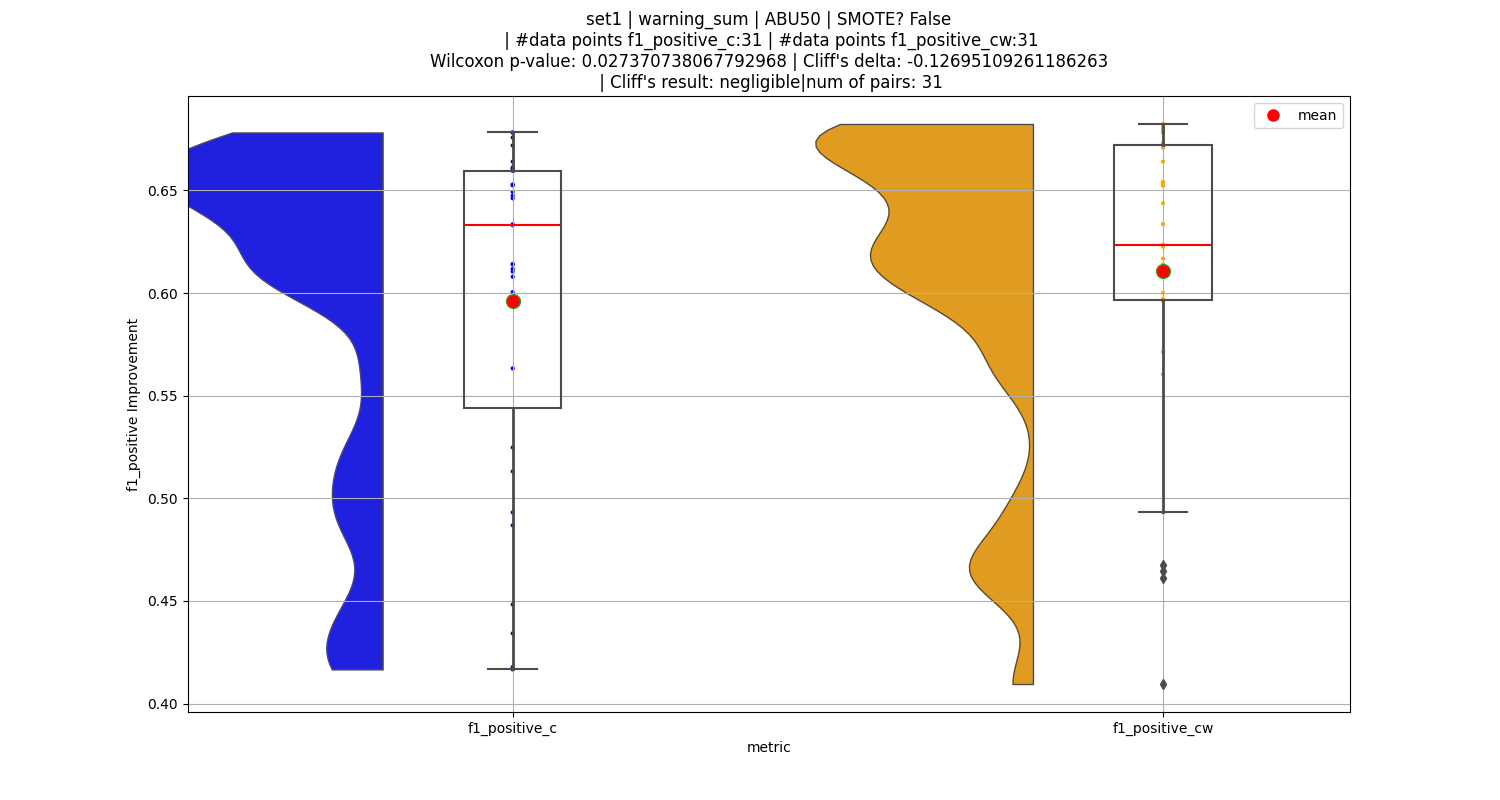 set1 | warning_sum | ABU50 | SMOTE? False
| #data points f1_positive_c:31 | #data points f1_positive_cw:31
Wilcoxon p-value: 0.027370738067792968 | Cliff's delta: -0.12695109261186263
| Cliff's result: negligible|num of pairs: 31
mean
0.65
0.60
0.55
0.50
0.45
0.40
f1_positive Improvement
f1_positive_c
f1_positive_cw
metric